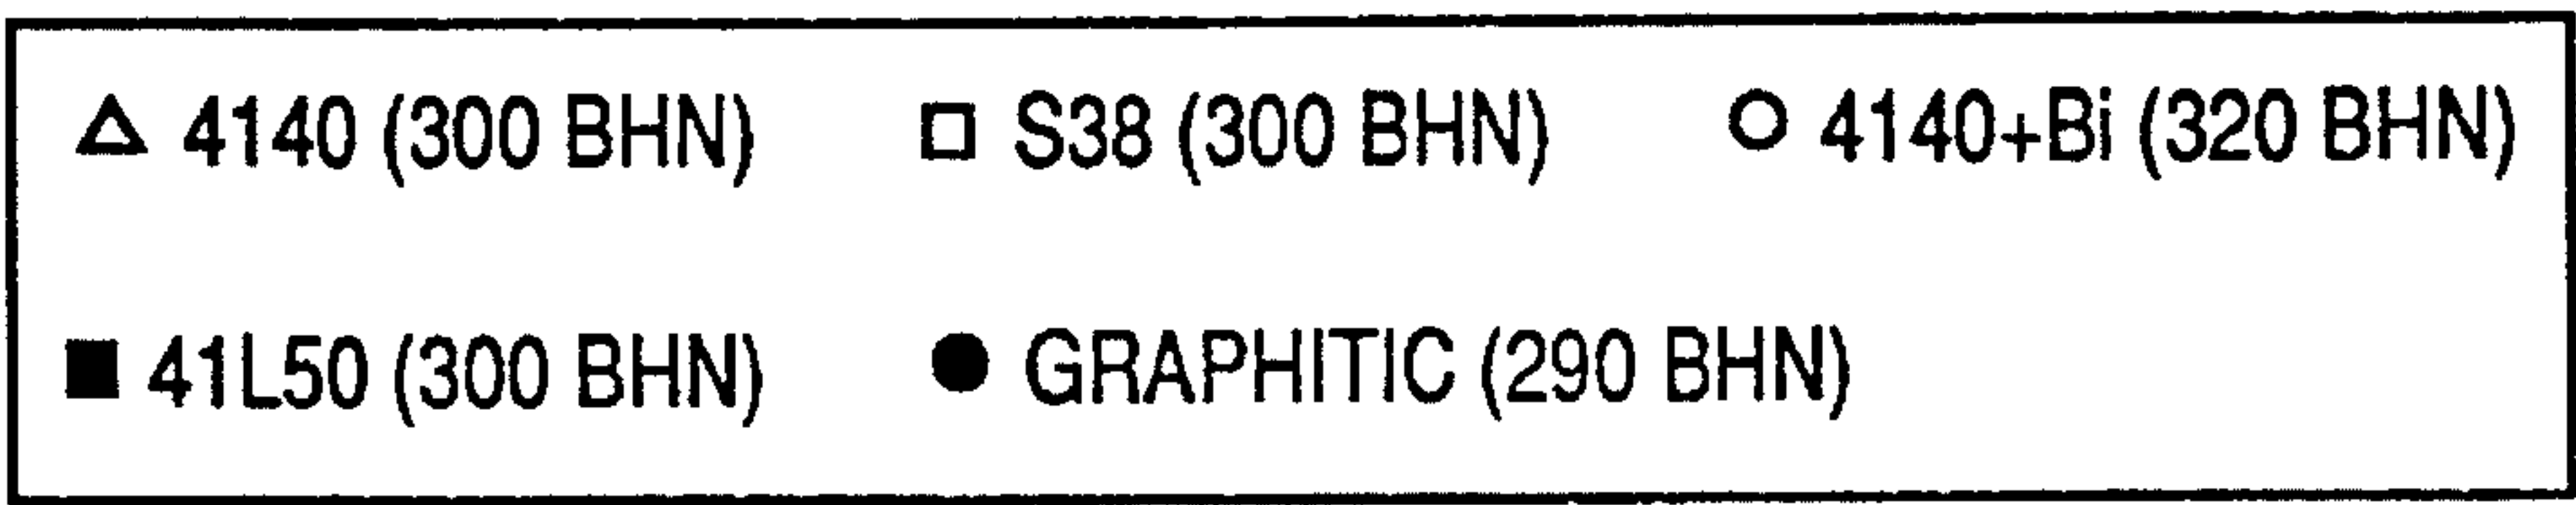 △ 4140 (300 BHN) □ S38 (300 BHN) ○ 4140+Bi (320 BHN)
■ 41L50 (300 BHN) ● GRAPHITIC (290 BHN)